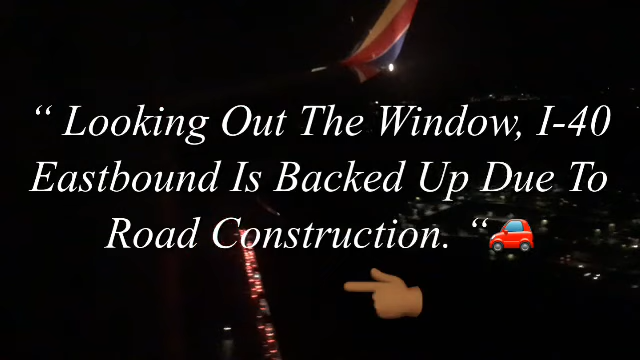 “ Looking Out The Window, I-40
Eastbound Is Backed Up Due To
Road Construction. “